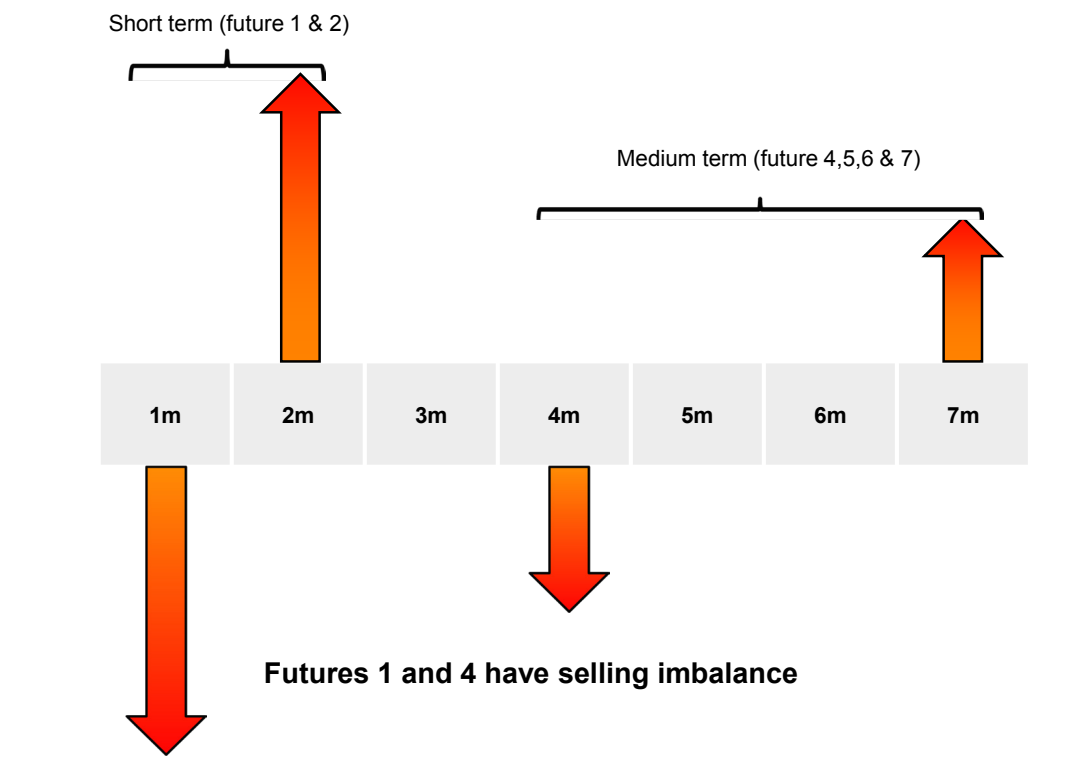 Short term (future 1 & 2)
Medium term (future 4,5,6 & 7)
1m 2m 3m 4m 5m 6m 7m
Futures 1 and 4 have selling imbalance